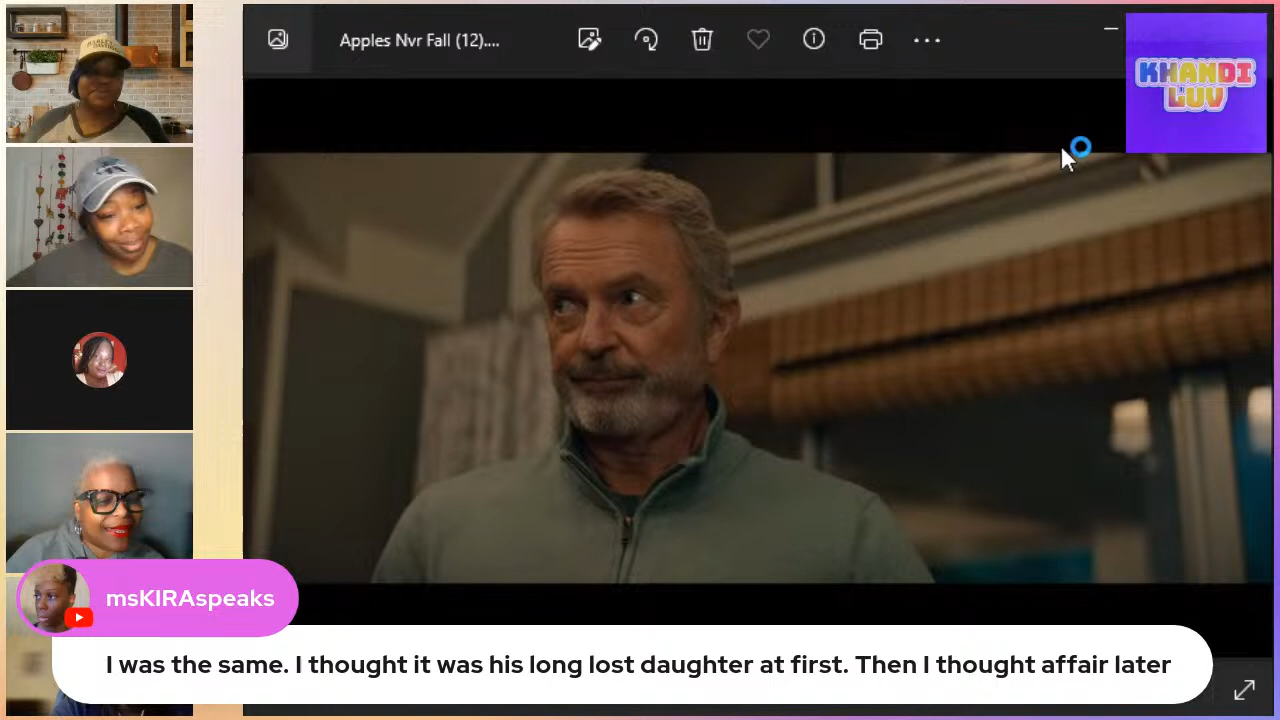 Apples Nvr Fall (12)....
KHANDI
LUV
msKIRAspeaks
I was the same. I thought it was his long lost daughter at first. Then I thought affair later